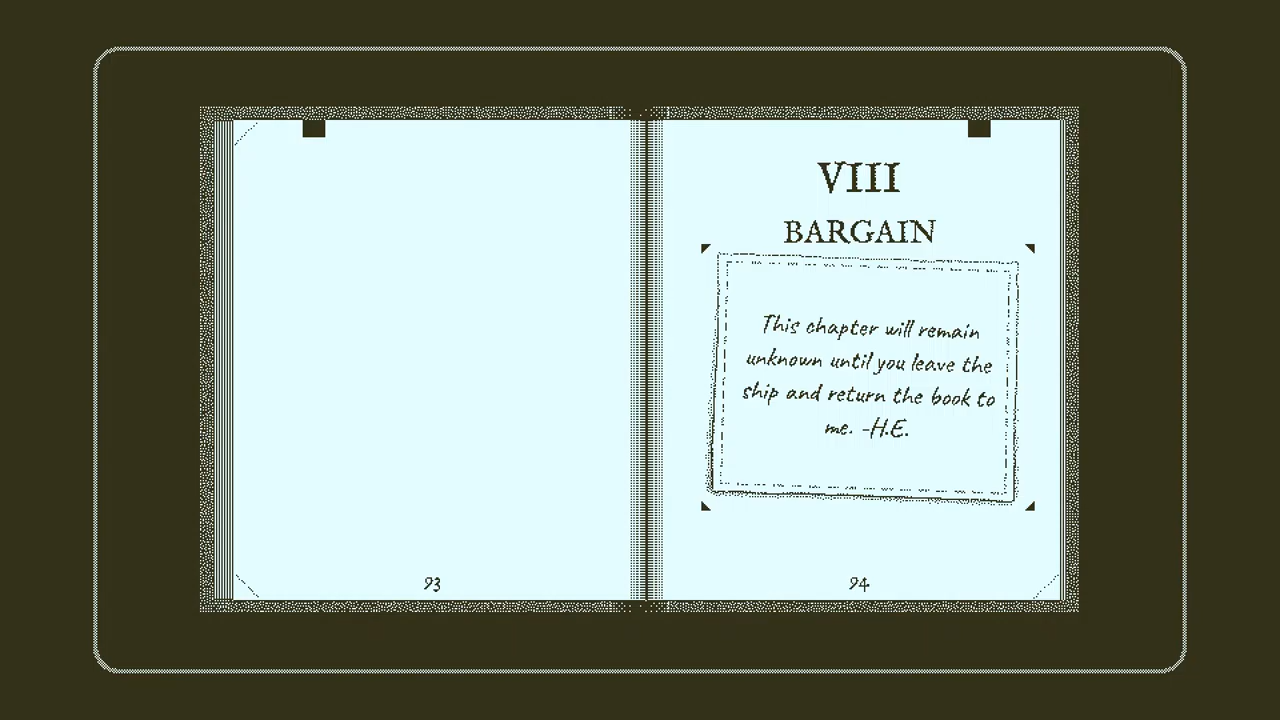 VIII
BARGAIN
This chapter will remain
unknown until you leave the
ship and return the book to
me. -H.E.
93
94